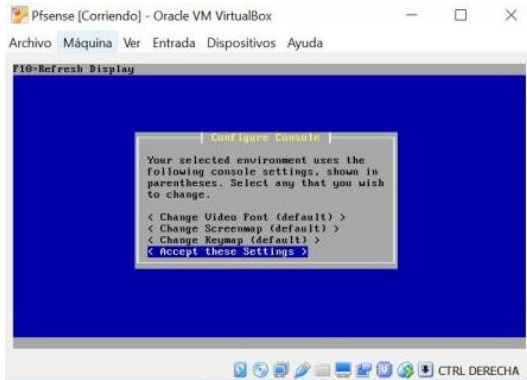 Pfsense [Corriendo] - Oracle VM VirtualBox
Archivo Máquina Ver Entrada Dispositivos Ayuda
F10=Refresh Display
Configure Console
Your selected environment uses the
following console settings, shown in
parentheses. Select any that you wish
to change.
< Change Video Font (default) >
< Change Screenmap (default) >
< Change Keymap (default) >
< Accept these Settings >
CTRL DERECHA